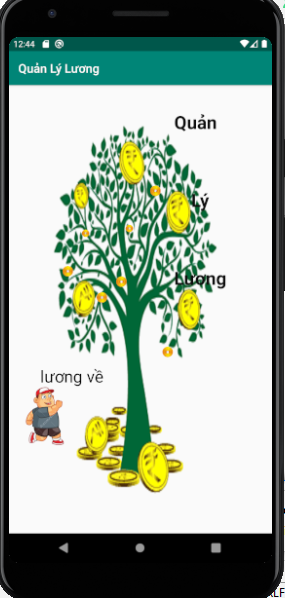 12:44
Quản Lý Lương
Quản
Lý
Lương
lương về